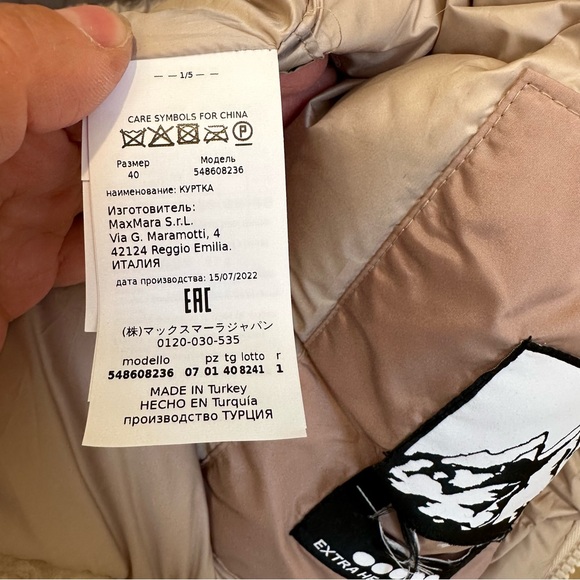 — — 1/5 — —
CARE SYMBOLS FOR CHINA
P
Размер Модель
40 548608236
наименование: КУРТКА
Изготовитель:
MaxMara S.r.L.
Via G. Maramotti, 4
42124 Reggio Emilia.
ИТАЛИЯ
дата производства: 15/07/2022
EAC
(株)マックスマーラジャパン
0120-030-535
modello pz tg lotto r
548608236 07 01 40 8241 1
MADE IN Turkey
HECHO EN Turquía
производство ТУРЦИЯ
EXTRA